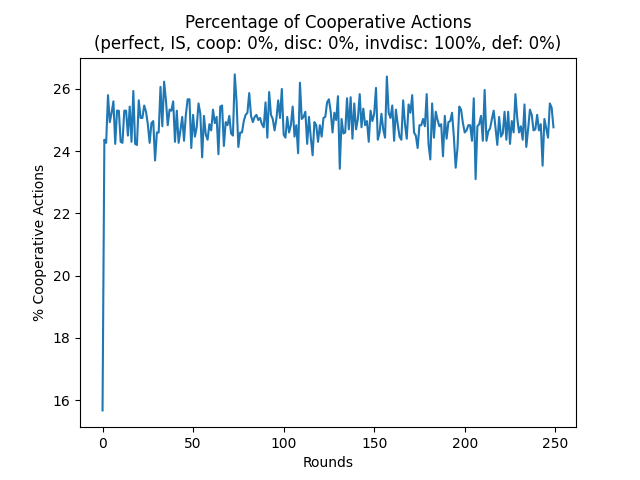 Percentage of Cooperative Actions
(perfect, IS, coop: 0%, disc: 0%, invdisc: 100%, def: 0%)
% Cooperative Actions
26
24
22
20
18
16
0 50 100 150 200 250
Rounds